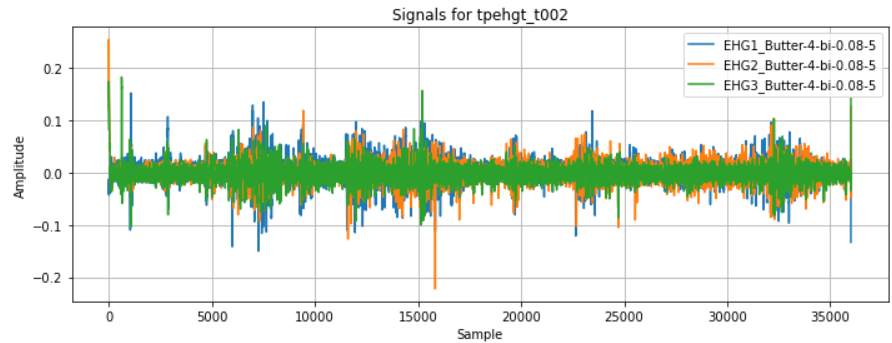 Signals for tpehgt_t002
EHG1_Butter-4-bi-0.08-5
EHG2_Butter-4-bi-0.08-5
EHG3_Butter-4-bi-0.08-5
Amplitude
0.2
0.1
0.0
−0.1
−0.2
0 5000 10000 15000 20000 25000 30000 35000
Sample